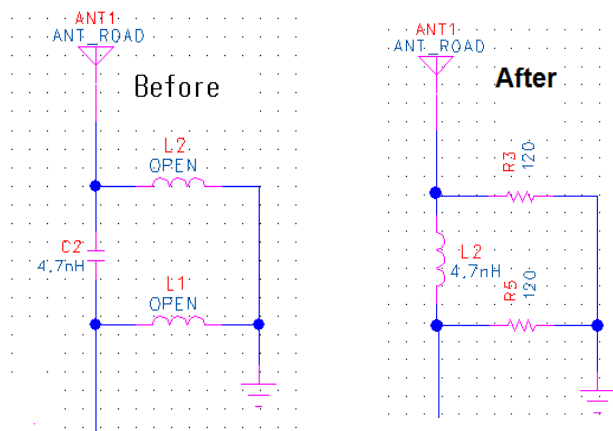 ANT1
ANT_ROAD
Before
L2
OPEN
C2
4.7nH
L1
OPEN
ANT1
ANT_ROAD
After
R3
120
L2
4.7nH
R5
120